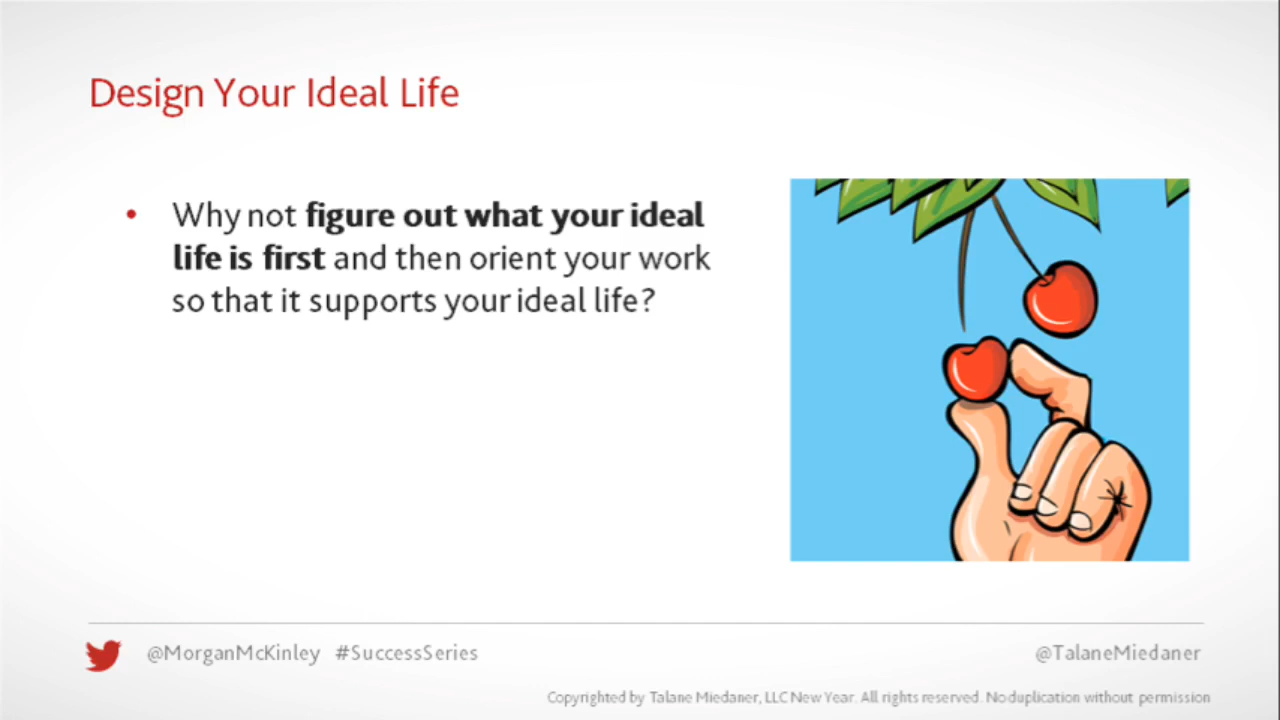 Design Your Ideal Life
• Why not figure out what your ideal
life is first and then orient your work
so that it supports your ideal life?
@MorganMcKinley #SuccessSeries
@TalaneMiedaner
Copyrighted by Talane Miedaner, LLC New Year. All rights reserved. No duplication without permission